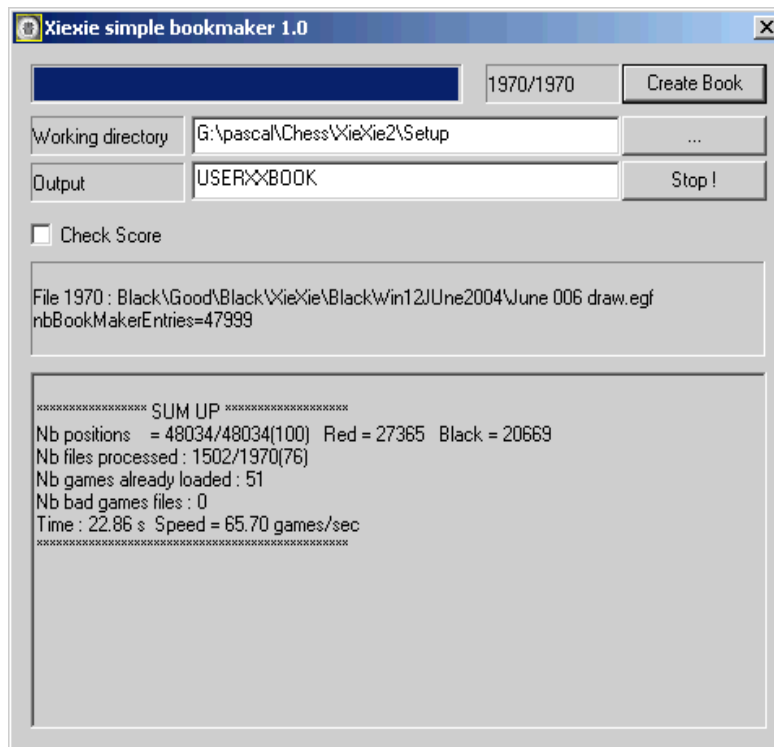 Xiexie simple bookmaker 1.0
1970/1970 Create Book
Working directory G:\pascal\Chess\XieXie2\Setup ...
Output USERXXBOOK Stop !
Check Score
File 1970 : Black\Good\Black\XieXie\BlackWin12JUne2004\June 006 draw.egf
nbBookMakerEntries=47999
***************** SUM UP *******************
Nb positions = 48034/48034(100) Red = 27365 Black = 20669
Nb files processed : 1502/1970(76)
Nb games already loaded : 51
Nb bad games files : 0
Time : 22.86 s Speed = 65.70 games/sec
************************************************